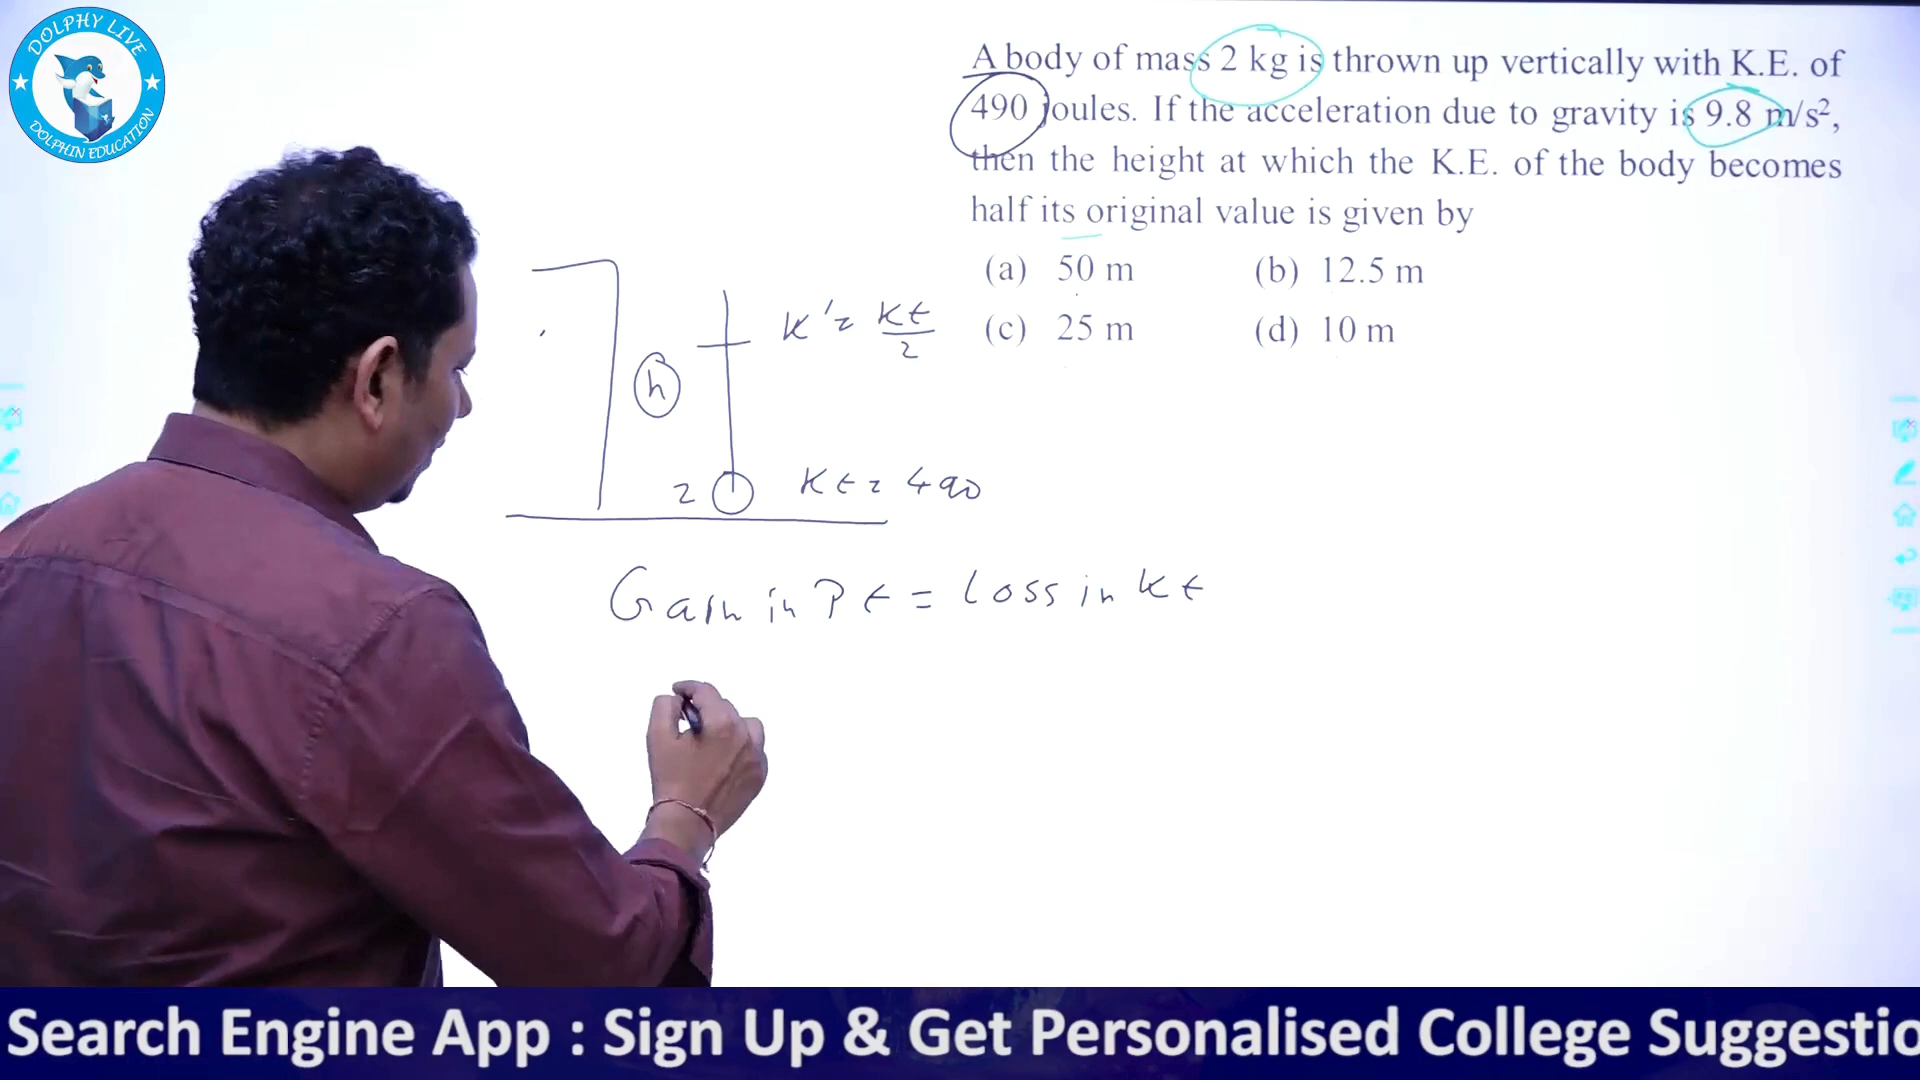 DOLPHY LIVE
DOLPHIN EDUCATION
A body of mass 2 kg is thrown up vertically with K.E. of
490 joules. If the acceleration due to gravity is 9.8 m/s²,
then the height at which the K.E. of the body becomes
half its original value is given by
(a) 50 m (b) 12.5 m
(c) 25 m (d) 10 m
K' = KE/2
h
2 KE = 490
Gain in PE = Loss in KE
Search Engine App : Sign Up & Get Personalised College Suggestio